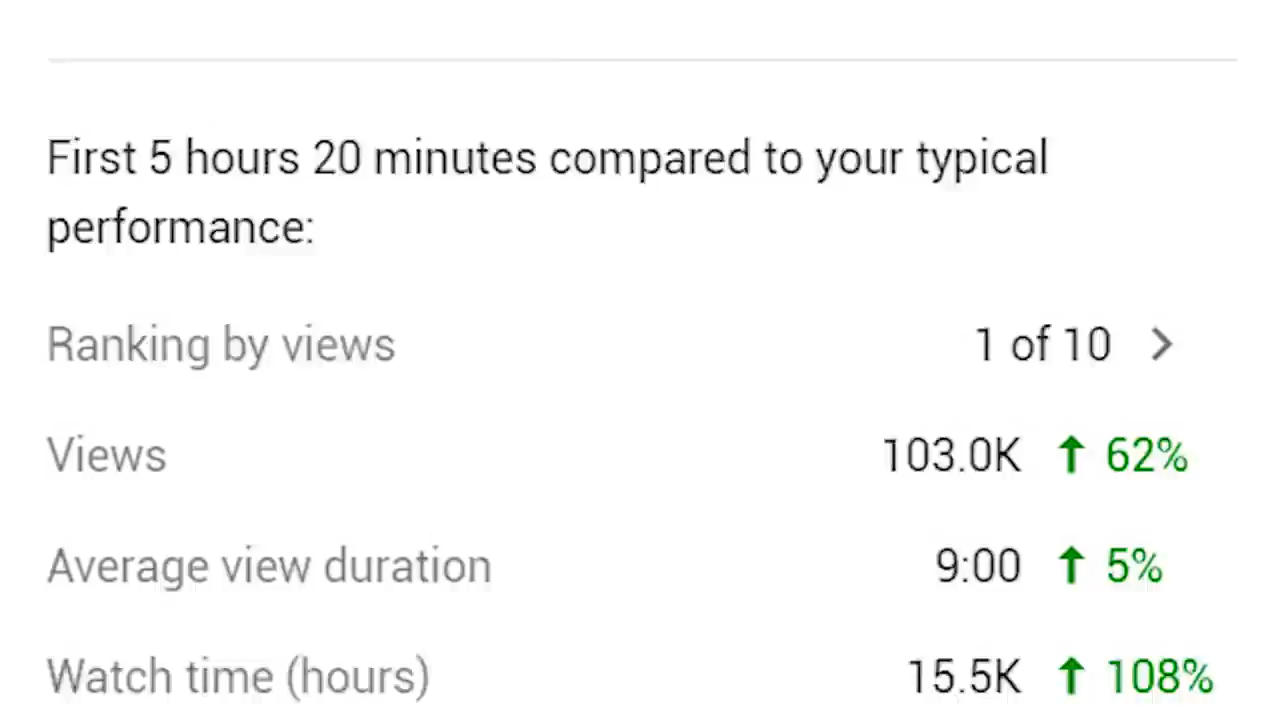 First 5 hours 20 minutes compared to your typical
performance:
Ranking by views 1 of 10 >
Views 103.0K ↑ 62%
Average view duration 9:00 ↑ 5%
Watch time (hours) 15.5K ↑ 108%